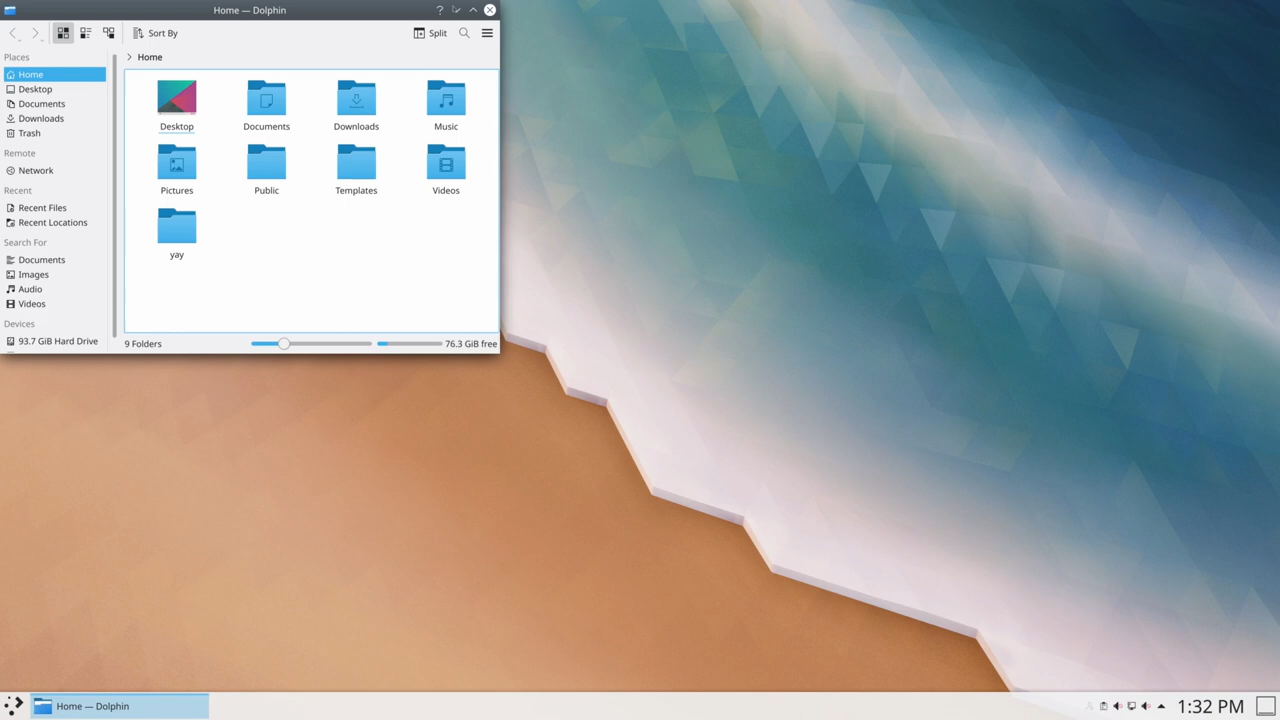 Home — Dolphin
Sort By
Split
Places
Home
Home
Desktop
Documents
Downloads
Trash
Remote
Network
Recent
Recent Files
Recent Locations
Search For
Documents
Images
Audio
Videos
Devices
93.7 GiB Hard Drive
Desktop
Documents
Downloads
Music
Pictures
Public
Templates
Videos
yay
9 Folders
76.3 GiB free
Home — Dolphin
1:32 PM